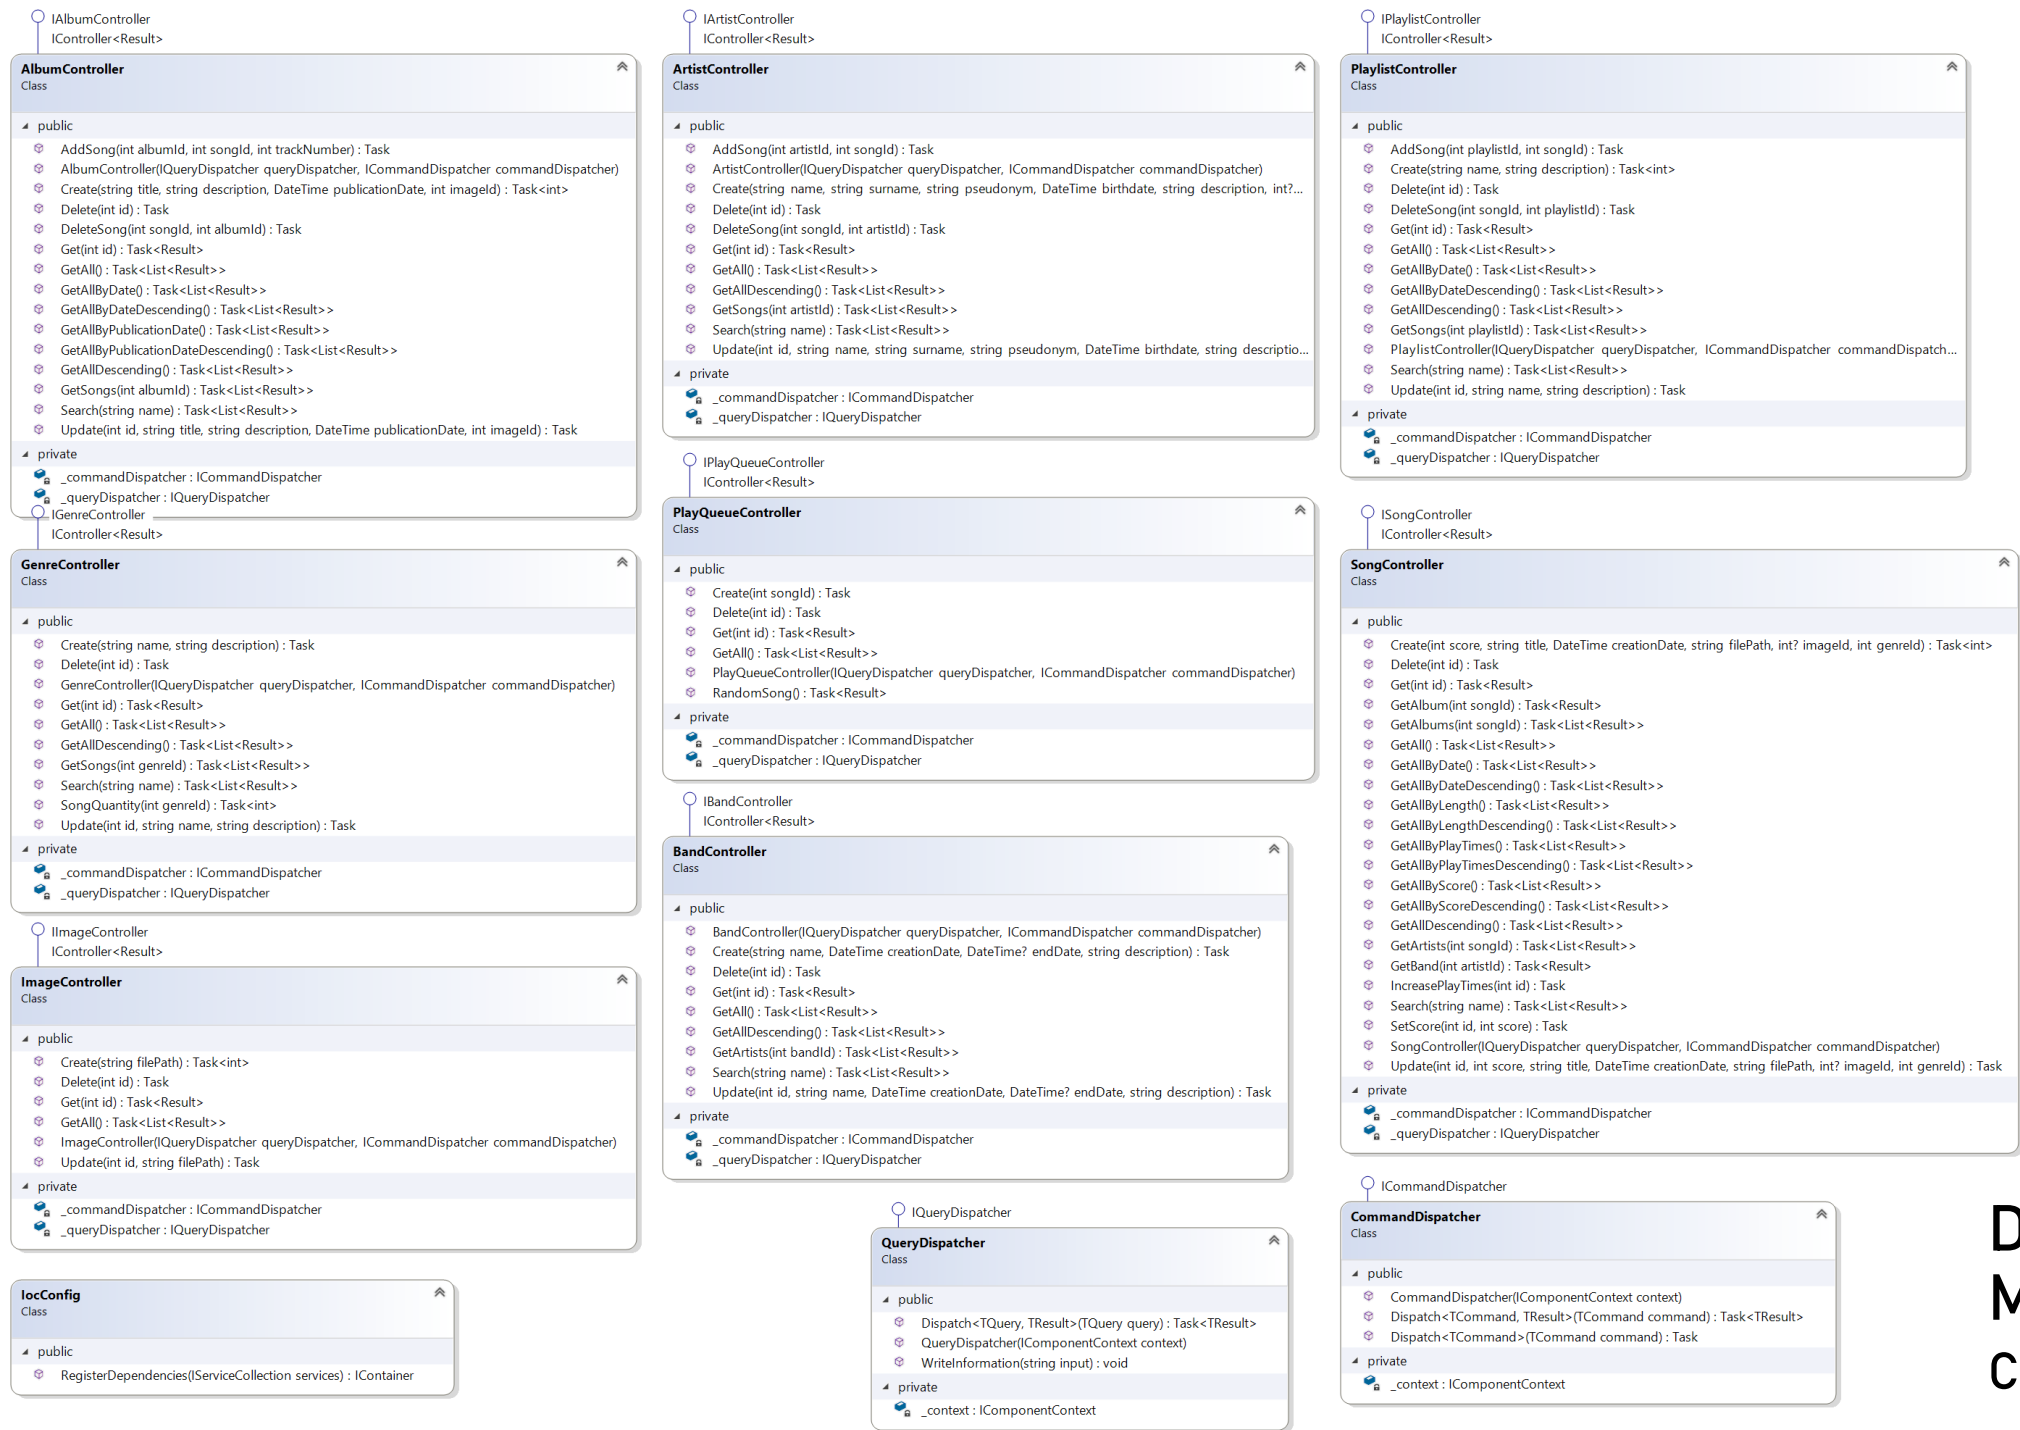 IAlbumController
IController<Result>
AlbumController
Class
public
AddSong(int albumId, int songId, int trackNumber) : Task
AlbumController(IQueryDispatcher queryDispatcher, ICommandDispatcher commandDispatcher)
Create(string title, string description, DateTime publicationDate, int imageId) : Task<int>
Delete(int id) : Task
DeleteSong(int songId, int albumId) : Task
Get(int id) : Task<Result>
GetAll() : Task<List<Result>>
GetAllByDate() : Task<List<Result>>
GetAllByDateDescending() : Task<List<Result>>
GetAllByPublicationDate() : Task<List<Result>>
GetAllByPublicationDateDescending() : Task<List<Result>>
GetAllDescending() : Task<List<Result>>
GetSongs(int albumId) : Task<List<Result>>
Search(string name) : Task<List<Result>>
Update(int id, string title, string description, DateTime publicationDate, int imageId) : Task
private
_commandDispatcher : ICommandDispatcher
_queryDispatcher : IQueryDispatcher
IGenreController
IController<Result>
GenreController
Class
public
Create(string name, string description) : Task
Delete(int id) : Task
GenreController(IQueryDispatcher queryDispatcher, ICommandDispatcher commandDispatcher)
Get(int id) : Task<Result>
GetAll() : Task<List<Result>>
GetAllDescending() : Task<List<Result>>
GetSongs(int genreId) : Task<List<Result>>
Search(string name) : Task<List<Result>>
SongQuantity(int genreId) : Task<int>
Update(int id, string name, string description) : Task
private
_commandDispatcher : ICommandDispatcher
_queryDispatcher : IQueryDispatcher
IImageController
IController<Result>
ImageController
Class
public
Create(string filePath) : Task<int>
Delete(int id) : Task
Get(int id) : Task<Result>
GetAll() : Task<List<Result>>
ImageController(IQueryDispatcher queryDispatcher, ICommandDispatcher commandDispatcher)
Update(int id, string filePath) : Task
private
_commandDispatcher : ICommandDispatcher
_queryDispatcher : IQueryDispatcher
IocConfig
Class
public
RegisterDependencies(IServiceCollection services) : IContainer
IArtistController
IController<Result>
ArtistController
Class
public
AddSong(int artistId, int songId) : Task
ArtistController(IQueryDispatcher queryDispatcher, ICommandDispatcher commandDispatcher)
Create(string name, string surname, string pseudonym, DateTime birthdate, string description, int?...
Delete(int id) : Task
DeleteSong(int songId, int artistId) : Task
Get(int id) : Task<Result>
GetAll() : Task<List<Result>>
GetAllDescending() : Task<List<Result>>
GetSongs(int artistId) : Task<List<Result>>
Search(string name) : Task<List<Result>>
Update(int id, string name, string surname, string pseudonym, DateTime birthdate, string descriptio...
private
_commandDispatcher : ICommandDispatcher
_queryDispatcher : IQueryDispatcher
IPlayQueueController
IController<Result>
PlayQueueController
Class
public
Create(int songId) : Task
Delete(int id) : Task
Get(int id) : Task<Result>
GetAll() : Task<List<Result>>
PlayQueueController(IQueryDispatcher queryDispatcher, ICommandDispatcher commandDispatcher)
RandomSong() : Task<Result>
private
_commandDispatcher : ICommandDispatcher
_queryDispatcher : IQueryDispatcher
IBandController
IController<Result>
BandController
Class
public
BandController(IQueryDispatcher queryDispatcher, ICommandDispatcher commandDispatcher)
Create(string name, DateTime creationDate, DateTime? endDate, string description) : Task
Delete(int id) : Task
Get(int id) : Task<Result>
GetAll() : Task<List<Result>>
GetAllDescending() : Task<List<Result>>
GetArtists(int bandId) : Task<List<Result>>
Search(string name) : Task<List<Result>>
Update(int id, string name, DateTime creationDate, DateTime? endDate, string description) : Task
private
_commandDispatcher : ICommandDispatcher
_queryDispatcher : IQueryDispatcher
IQueryDispatcher
QueryDispatcher
Class
public
Dispatch<TQuery, TResult>(TQuery query) : Task<TResult>
QueryDispatcher(IComponentContext context)
WriteInformation(string input) : void
private
_context : IComponentContext
IPlaylistController
IController<Result>
PlaylistController
Class
public
AddSong(int playlistId, int songId) : Task
Create(string name, string description) : Task<int>
Delete(int id) : Task
DeleteSong(int songId, int playlistId) : Task
Get(int id) : Task<Result>
GetAll() : Task<List<Result>>
GetAllByDate() : Task<List<Result>>
GetAllByDateDescending() : Task<List<Result>>
GetAllDescending() : Task<List<Result>>
GetSongs(int playlistId) : Task<List<Result>>
PlaylistController(IQueryDispatcher queryDispatcher, ICommandDispatcher commandDispatch...
Search(string name) : Task<List<Result>>
Update(int id, string name, string description) : Task
private
_commandDispatcher : ICommandDispatcher
_queryDispatcher : IQueryDispatcher
ISongController
IController<Result>
SongController
Class
public
Create(int score, string title, DateTime creationDate, string filePath, int? imageId, int genreId) : Task<int>
Delete(int id) : Task
Get(int id) : Task<Result>
GetAlbum(int songId) : Task<Result>
GetAlbums(int songId) : Task<List<Result>>
GetAll() : Task<List<Result>>
GetAllByDate() : Task<List<Result>>
GetAllByDateDescending() : Task<List<Result>>
GetAllByLength() : Task<List<Result>>
GetAllByLengthDescending() : Task<List<Result>>
GetAllByPlayTimes() : Task<List<Result>>
GetAllByPlayTimesDescending() : Task<List<Result>>
GetAllByScore() : Task<List<Result>>
GetAllByScoreDescending() : Task<List<Result>>
GetAllDescending() : Task<List<Result>>
GetArtists(int songId) : Task<List<Result>>
GetBand(int artistId) : Task<Result>
IncreasePlayTimes(int id) : Task
Search(string name) : Task<List<Result>>
SetScore(int id, int score) : Task
SongController(IQueryDispatcher queryDispatcher, ICommandDispatcher commandDispatcher)
Update(int id, int score, string title, DateTime creationDate, string filePath, int? imageId, int genreId) : Task
private
_commandDispatcher : ICommandDispatcher
_queryDispatcher : IQueryDispatcher
ICommandDispatcher
CommandDispatcher
Class
public
CommandDispatcher(IComponentContext context)
Dispatch<TCommand, TResult>(TCommand command) : Task<TResult>
Dispatch<TCommand>(TCommand command) : Task
private
_context : IComponentContext